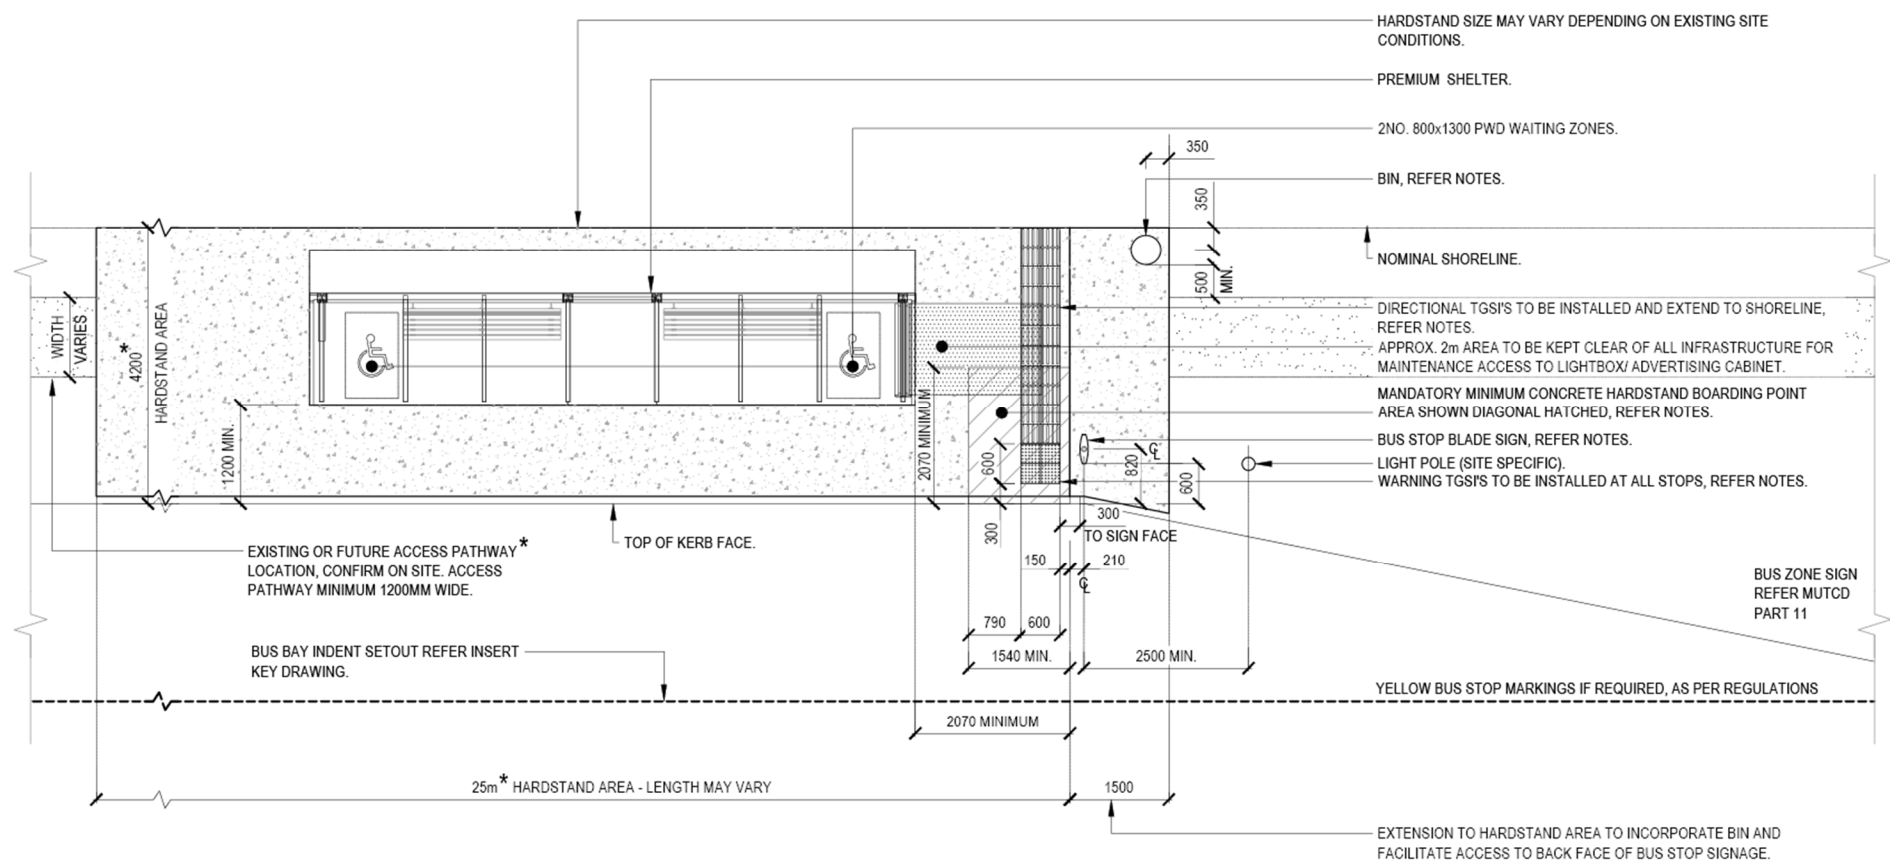 HARDSTAND SIZE MAY VARY DEPENDING ON EXISTING SITE
CONDITIONS.
PREMIUM SHELTER.
2NO. 800x1300 PWD WAITING ZONES.
350
BIN, REFER NOTES.
350
NOMINAL SHORELINE.
500
MIN.
DIRECTIONAL TGSI'S TO BE INSTALLED AND EXTEND TO SHORELINE,
REFER NOTES.
APPROX. 2m AREA TO BE KEPT CLEAR OF ALL INFRASTRUCTURE FOR
MAINTENANCE ACCESS TO LIGHTBOX/ ADVERTISING CABINET.
MANDATORY MINIMUM CONCRETE HARDSTAND BOARDING POINT
AREA SHOWN DIAGONAL HATCHED, REFER NOTES.
BUS STOP BLADE SIGN, REFER NOTES.
LIGHT POLE (SITE SPECIFIC).
WARNING TGSI'S TO BE INSTALLED AT ALL STOPS, REFER NOTES.
WIDTH
VARIES
4200*
HARDSTAND AREA
1200 MIN.
2070 MINIMUM
600
820
℄
600
300
300
TO SIGN FACE
TOP OF KERB FACE.
EXISTING OR FUTURE ACCESS PATHWAY*
LOCATION, CONFIRM ON SITE. ACCESS
PATHWAY MINIMUM 1200MM WIDE.
150
210
℄
BUS ZONE SIGN
REFER MUTCD
PART 11
790
600
1540 MIN.
2500 MIN.
BUS BAY INDENT SETOUT REFER INSERT
KEY DRAWING.
YELLOW BUS STOP MARKINGS IF REQUIRED, AS PER REGULATIONS
2070 MINIMUM
25m* HARDSTAND AREA - LENGTH MAY VARY
1500
EXTENSION TO HARDSTAND AREA TO INCORPORATE BIN AND
FACILITATE ACCESS TO BACK FACE OF BUS STOP SIGNAGE.